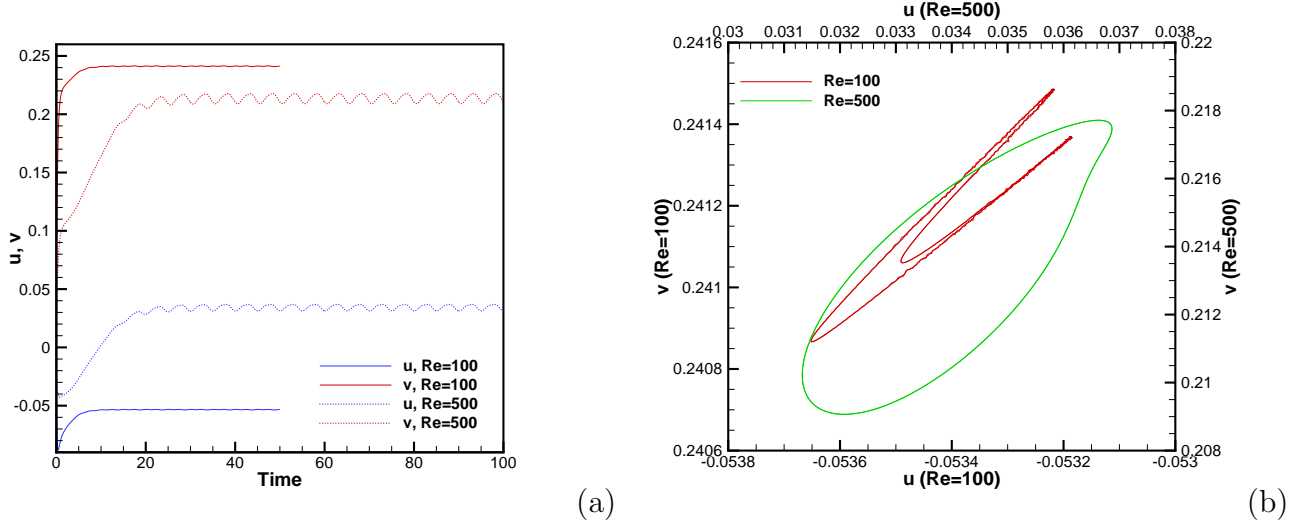 0.25
0.2
0.15
0.1
0.05
0
-0.05
u, v
0 20 40 60 80 100
Time
u, Re=100
v, Re=100
u, Re=500
v, Re=500
(a)
u (Re=500)
0.03 0.031 0.032 0.033 0.034 0.035 0.036 0.037 0.038
0.2416
0.2414
0.2412
0.241
0.2408
0.2406
v (Re=100)
Re=100
Re=500
0.22
0.218
0.216
0.214
0.212
0.21
0.208
v (Re=500)
-0.0538 -0.0536 -0.0534 -0.0532 -0.053
u (Re=100)
(b)